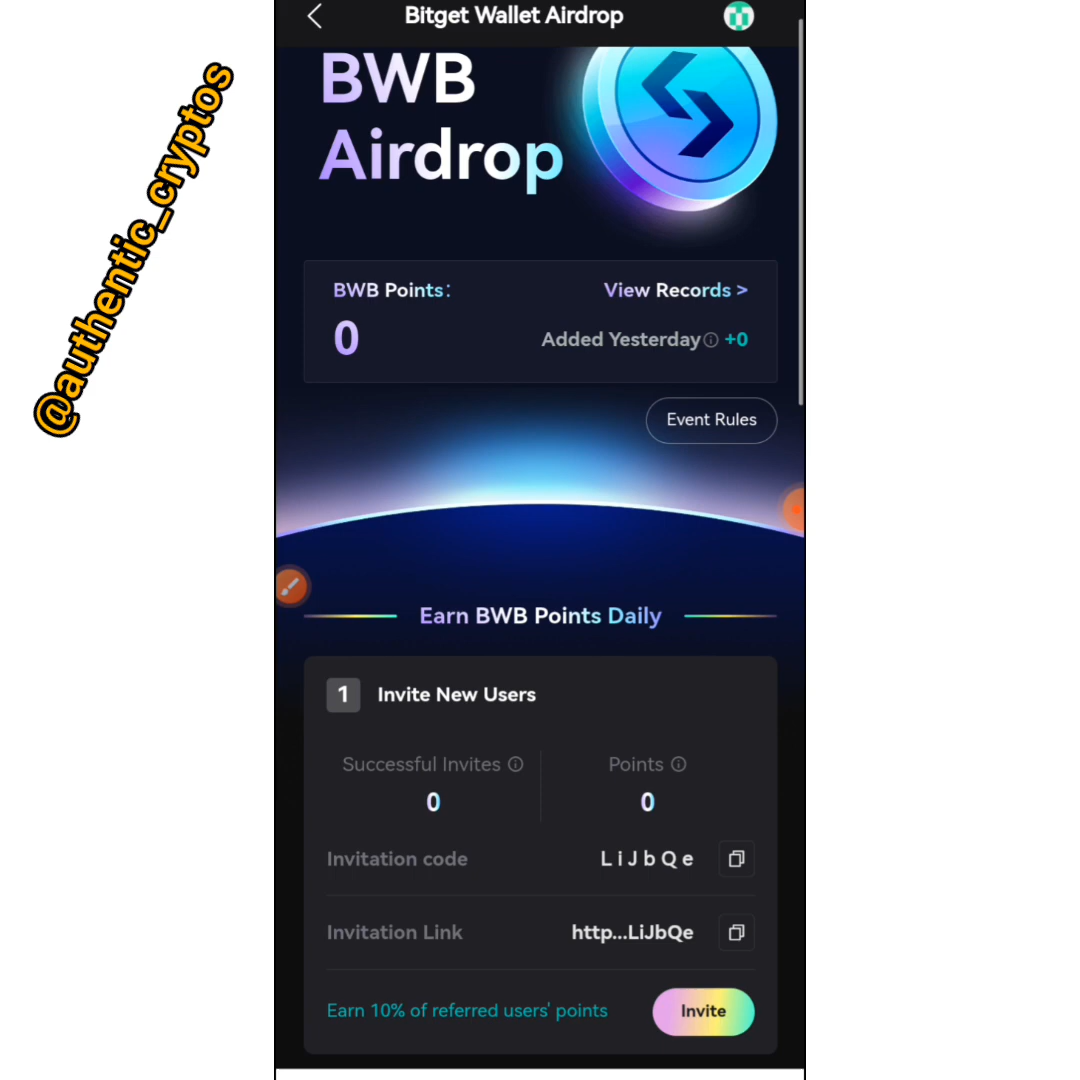 Bitget Wallet Airdrop
BWB
Airdrop
@authentic_cryptos
BWB Points:
View Records >
0
Added Yesterday +0
Event Rules
Earn BWB Points Daily
1 Invite New Users
Successful Invites
Points
0
0
Invitation code
LiJbQe
Invitation Link
http...LiJbQe
Earn 10% of referred users' points
Invite